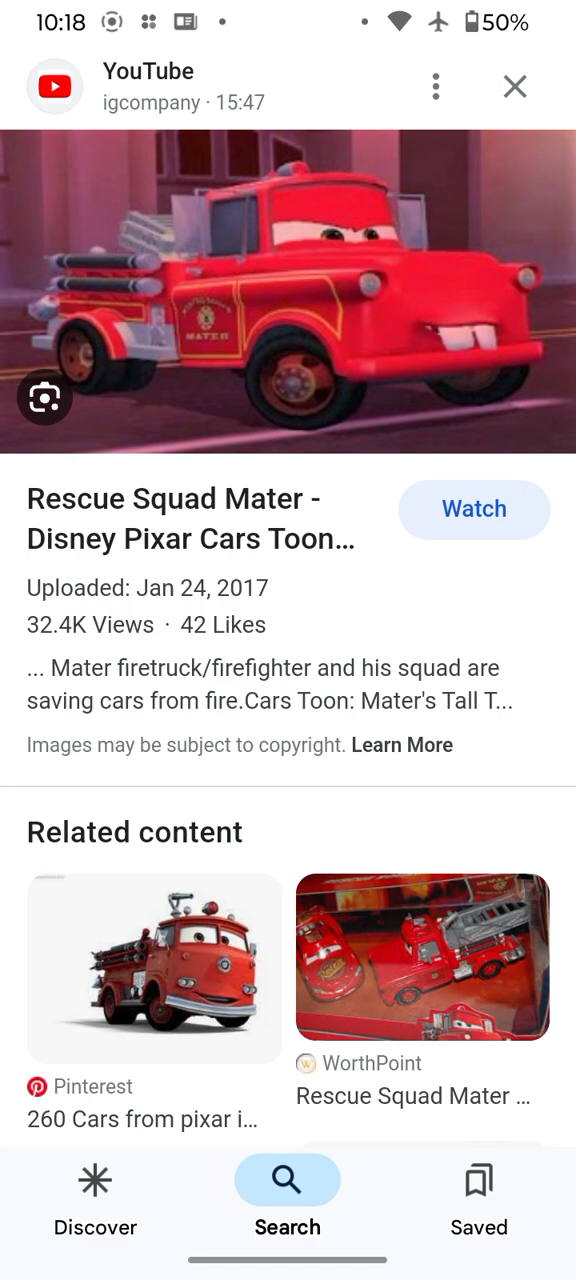 10:18
50%
YouTube
igcompany · 15:47
MATER
Rescue Squad Mater -
Disney Pixar Cars Toon...
Watch
Uploaded: Jan 24, 2017
32.4K Views · 42 Likes
... Mater firetruck/firefighter and his squad are
saving cars from fire.Cars Toon: Mater's Tall T...
Images may be subject to copyright. Learn More
Related content
Pinterest
260 Cars from pixar i...
WorthPoint
Rescue Squad Mater ...
Discover
Search
Saved